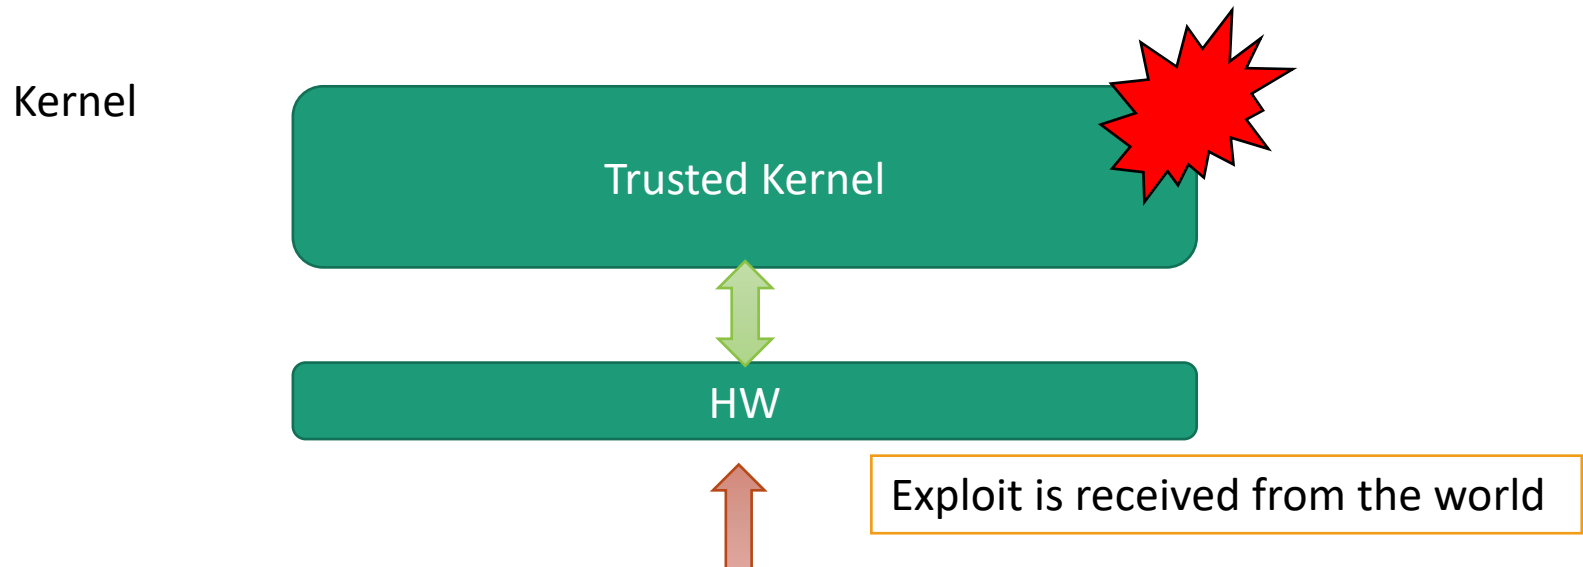 Kernel
Trusted Kernel
HW
Exploit is received from the world